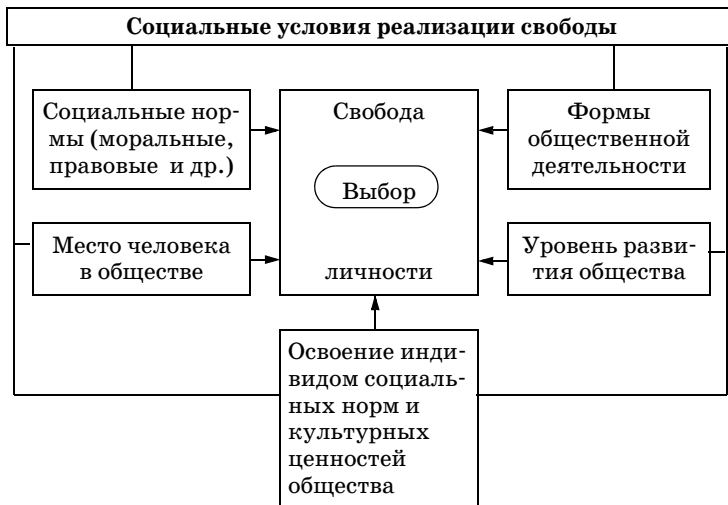 Социальные условия реализации свободы
Социальные нор-
мы (моральные,
правовые и др.)
Свобода
Выбор
личности
Формы
общественной
деятельности
Место человека
в обществе
Уровень разви-
тия общества
Освоение инди-
видом социаль-
ных норм и
культурных
ценностей
общества